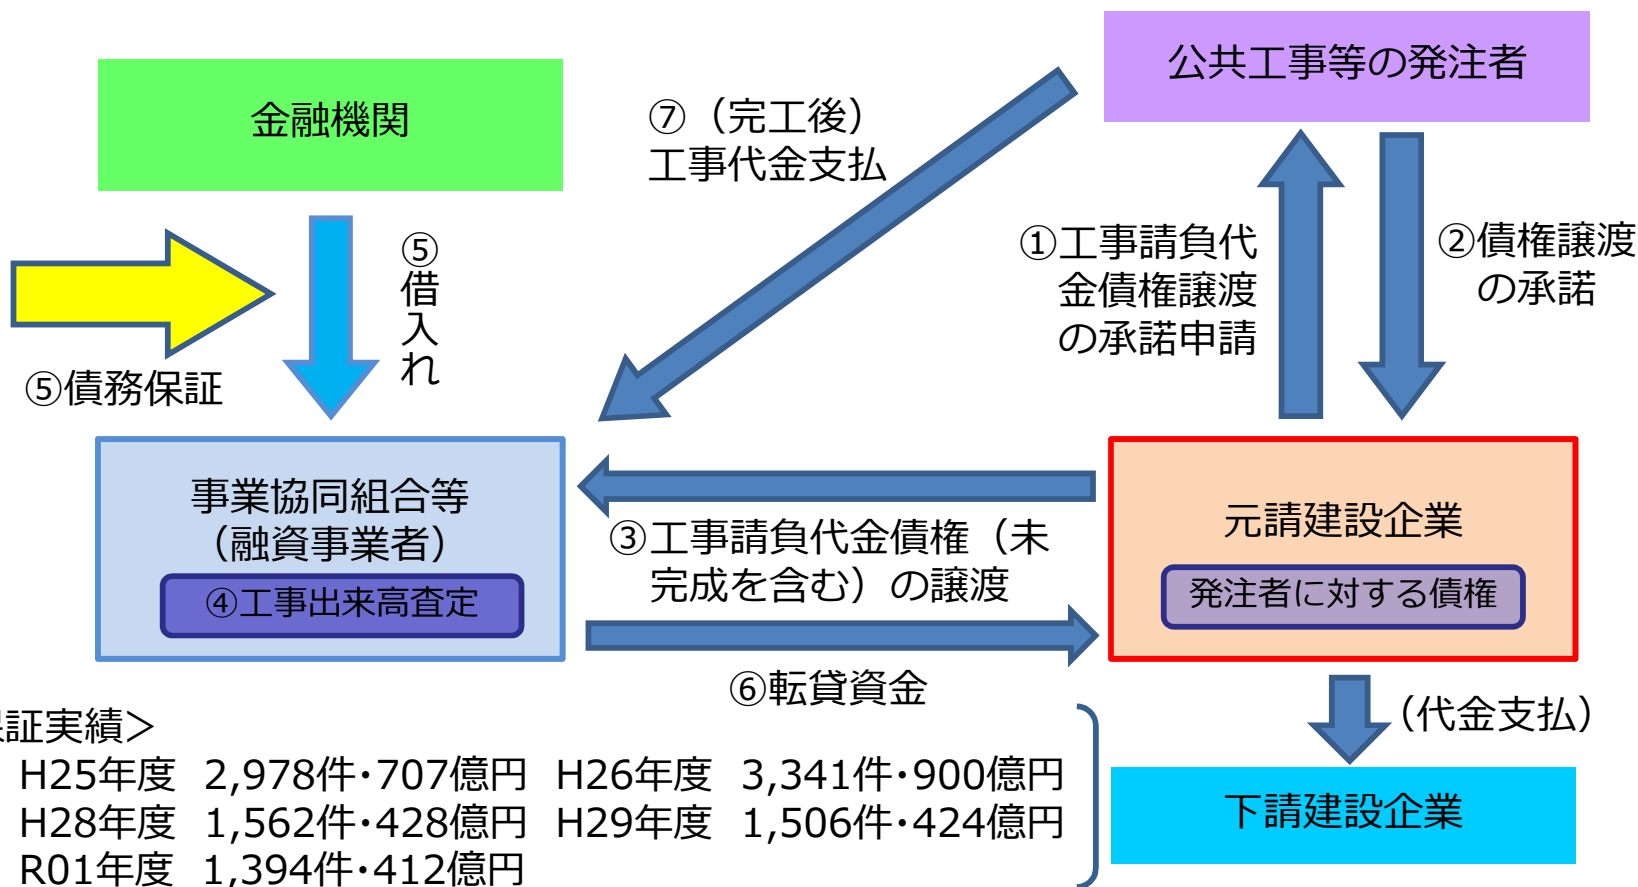 公共工事等の発注者
金融機関
⑦（完工後）
工事代金支払
①工事請負代
金債権譲渡
の承諾申請
②債権譲渡
の承諾
⑤借入れ
⑤債務保証
事業協同組合等
（融資事業者）
④工事出来高査定
③工事請負代金債権（未
完成を含む）の譲渡
元請建設企業
発注者に対する債権
⑥転貸資金
（代金支払）
下請建設企業
証実績＞
H25年度 2,978件・707億円 H26年度 3,341件・900億円
H28年度 1,562件・428億円 H29年度 1,506件・424億円
R01年度 1,394件・412億円